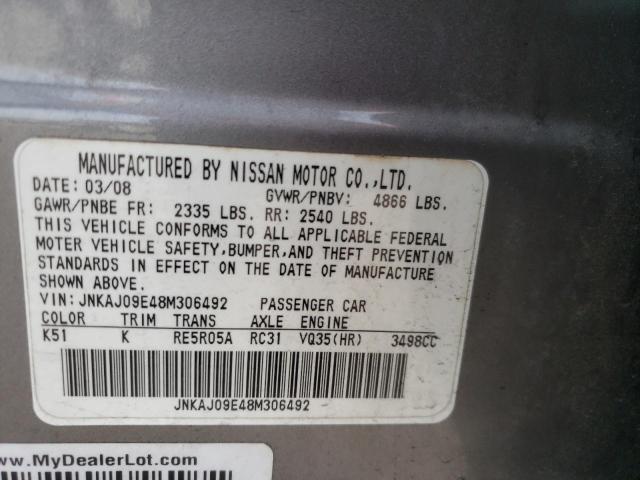 MANUFACTURED BY NISSAN MOTOR CO.,LTD.
DATE: 03/08 GVWR/PNBV: 4866 LBS.
GAWR/PNBE FR: 2335 LBS. RR: 2540 LBS.
THIS VEHICLE CONFORMS TO ALL APPLICABLE FEDERAL
MOTER VEHICLE SAFETY,BUMPER,AND THEFT PREVENTION
STANDARDS IN EFFECT ON THE DATE OF MANUFACTURE
SHOWN ABOVE.
VIN: JNKAJ09E48M306492 PASSENGER CAR
COLOR TRIM TRANS AXLE ENGINE
K51 K RE5R05A RC31 VQ35(HR) 3498CC
JNKAJ09E48M306492
www.MyDealerLot.com